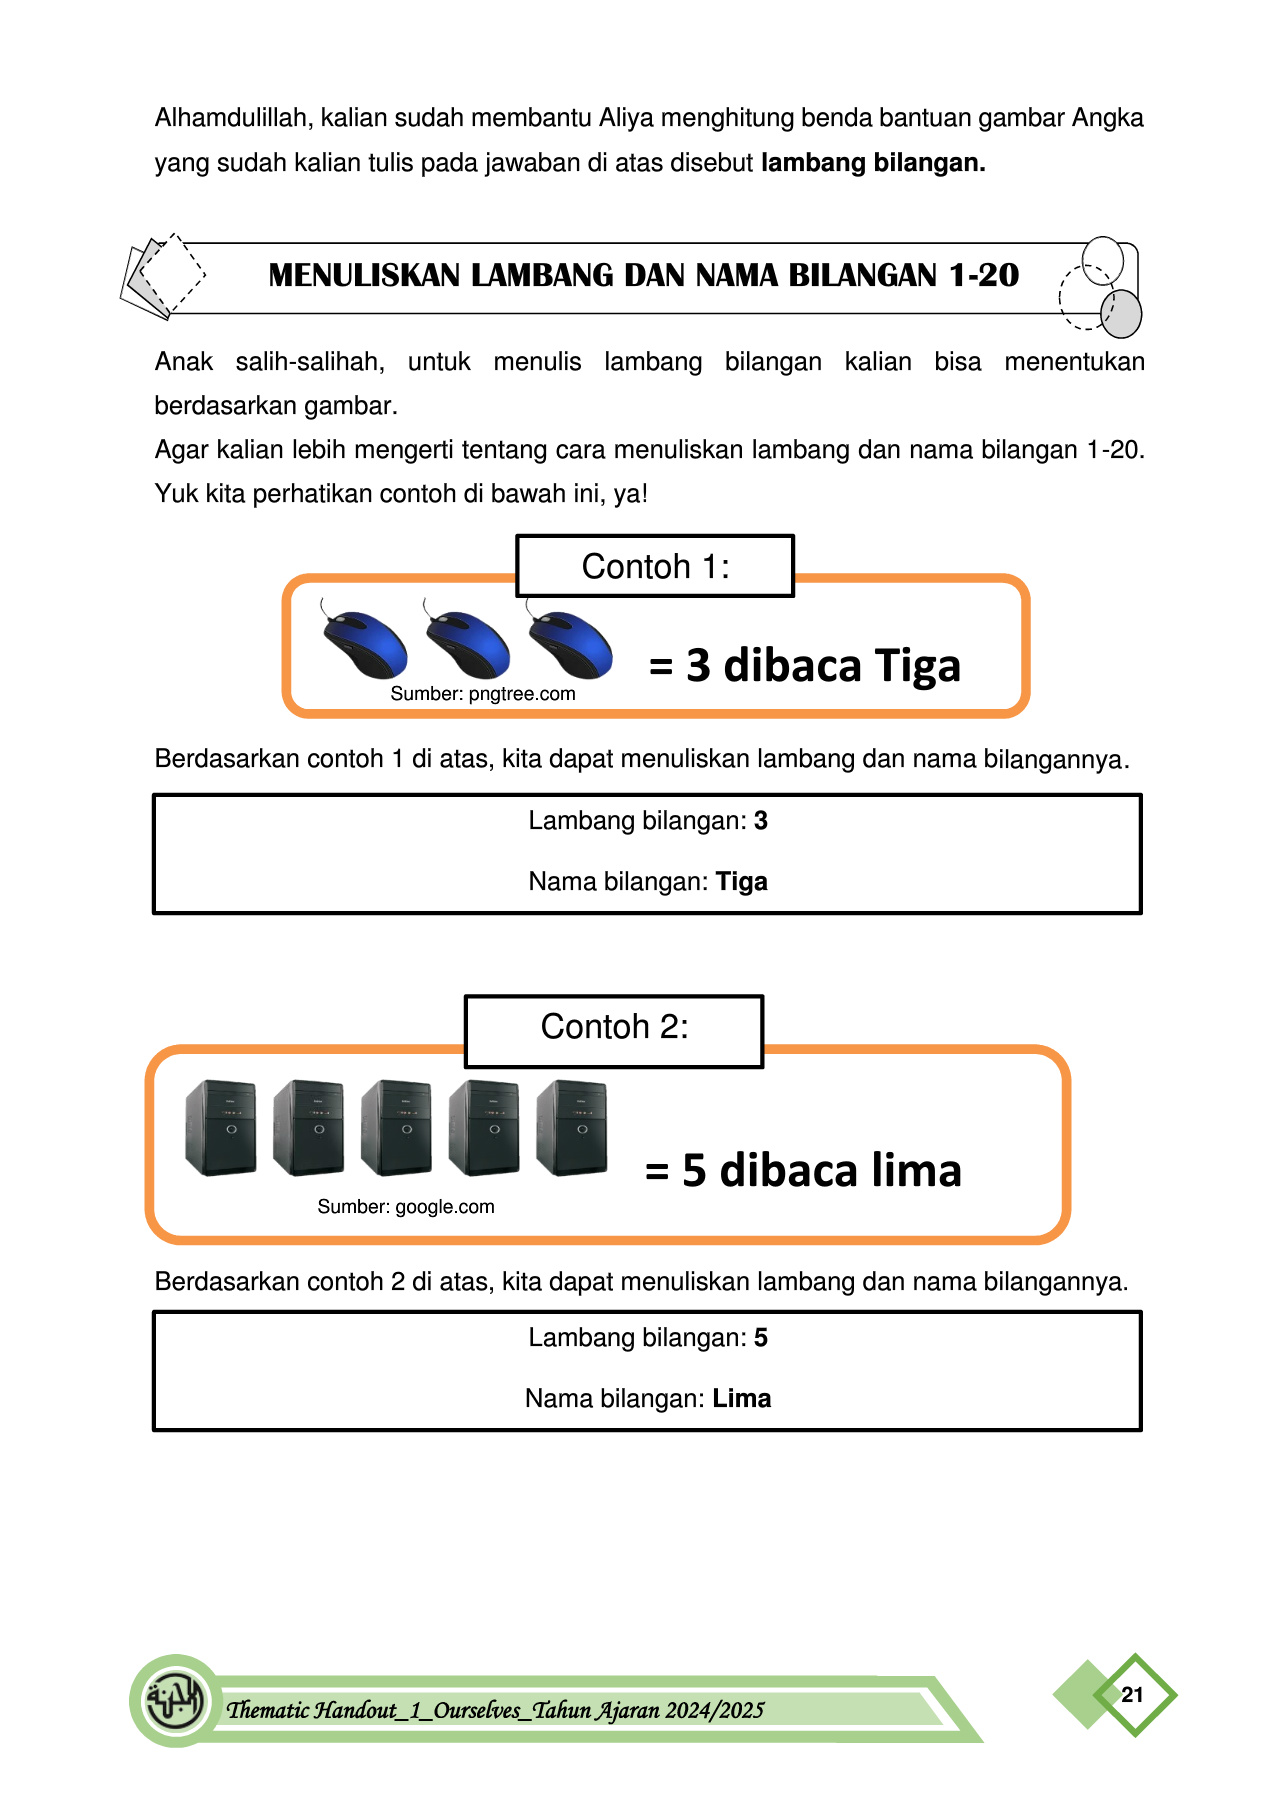 Alhamdulillah, kalian sudah membantu Aliya menghitung benda bantuan gambar Angka
yang sudah kalian tulis pada jawaban di atas disebut lambang bilangan.
MENULISKAN LAMBANG DAN NAMA BILANGAN 1-20
Anak salih-salihah, untuk menulis lambang bilangan kalian bisa menentukan
berdasarkan gambar.
Agar kalian lebih mengerti tentang cara menuliskan lambang dan nama bilangan 1-20.
Yuk kita perhatikan contoh di bawah ini, ya!
Contoh 1:
= 3 dibaca Tiga
Sumber: pngtree.com
Berdasarkan contoh 1 di atas, kita dapat menuliskan lambang dan nama bilangannya.
Lambang bilangan: 3
Nama bilangan: Tiga
Contoh 2:
= 5 dibaca lima
Sumber: google.com
Berdasarkan contoh 2 di atas, kita dapat menuliskan lambang dan nama bilangannya.
Lambang bilangan: 5
Nama bilangan: Lima
Thematic Handout_1_Ourselves_Tahun Ajaran 2024/2025
21